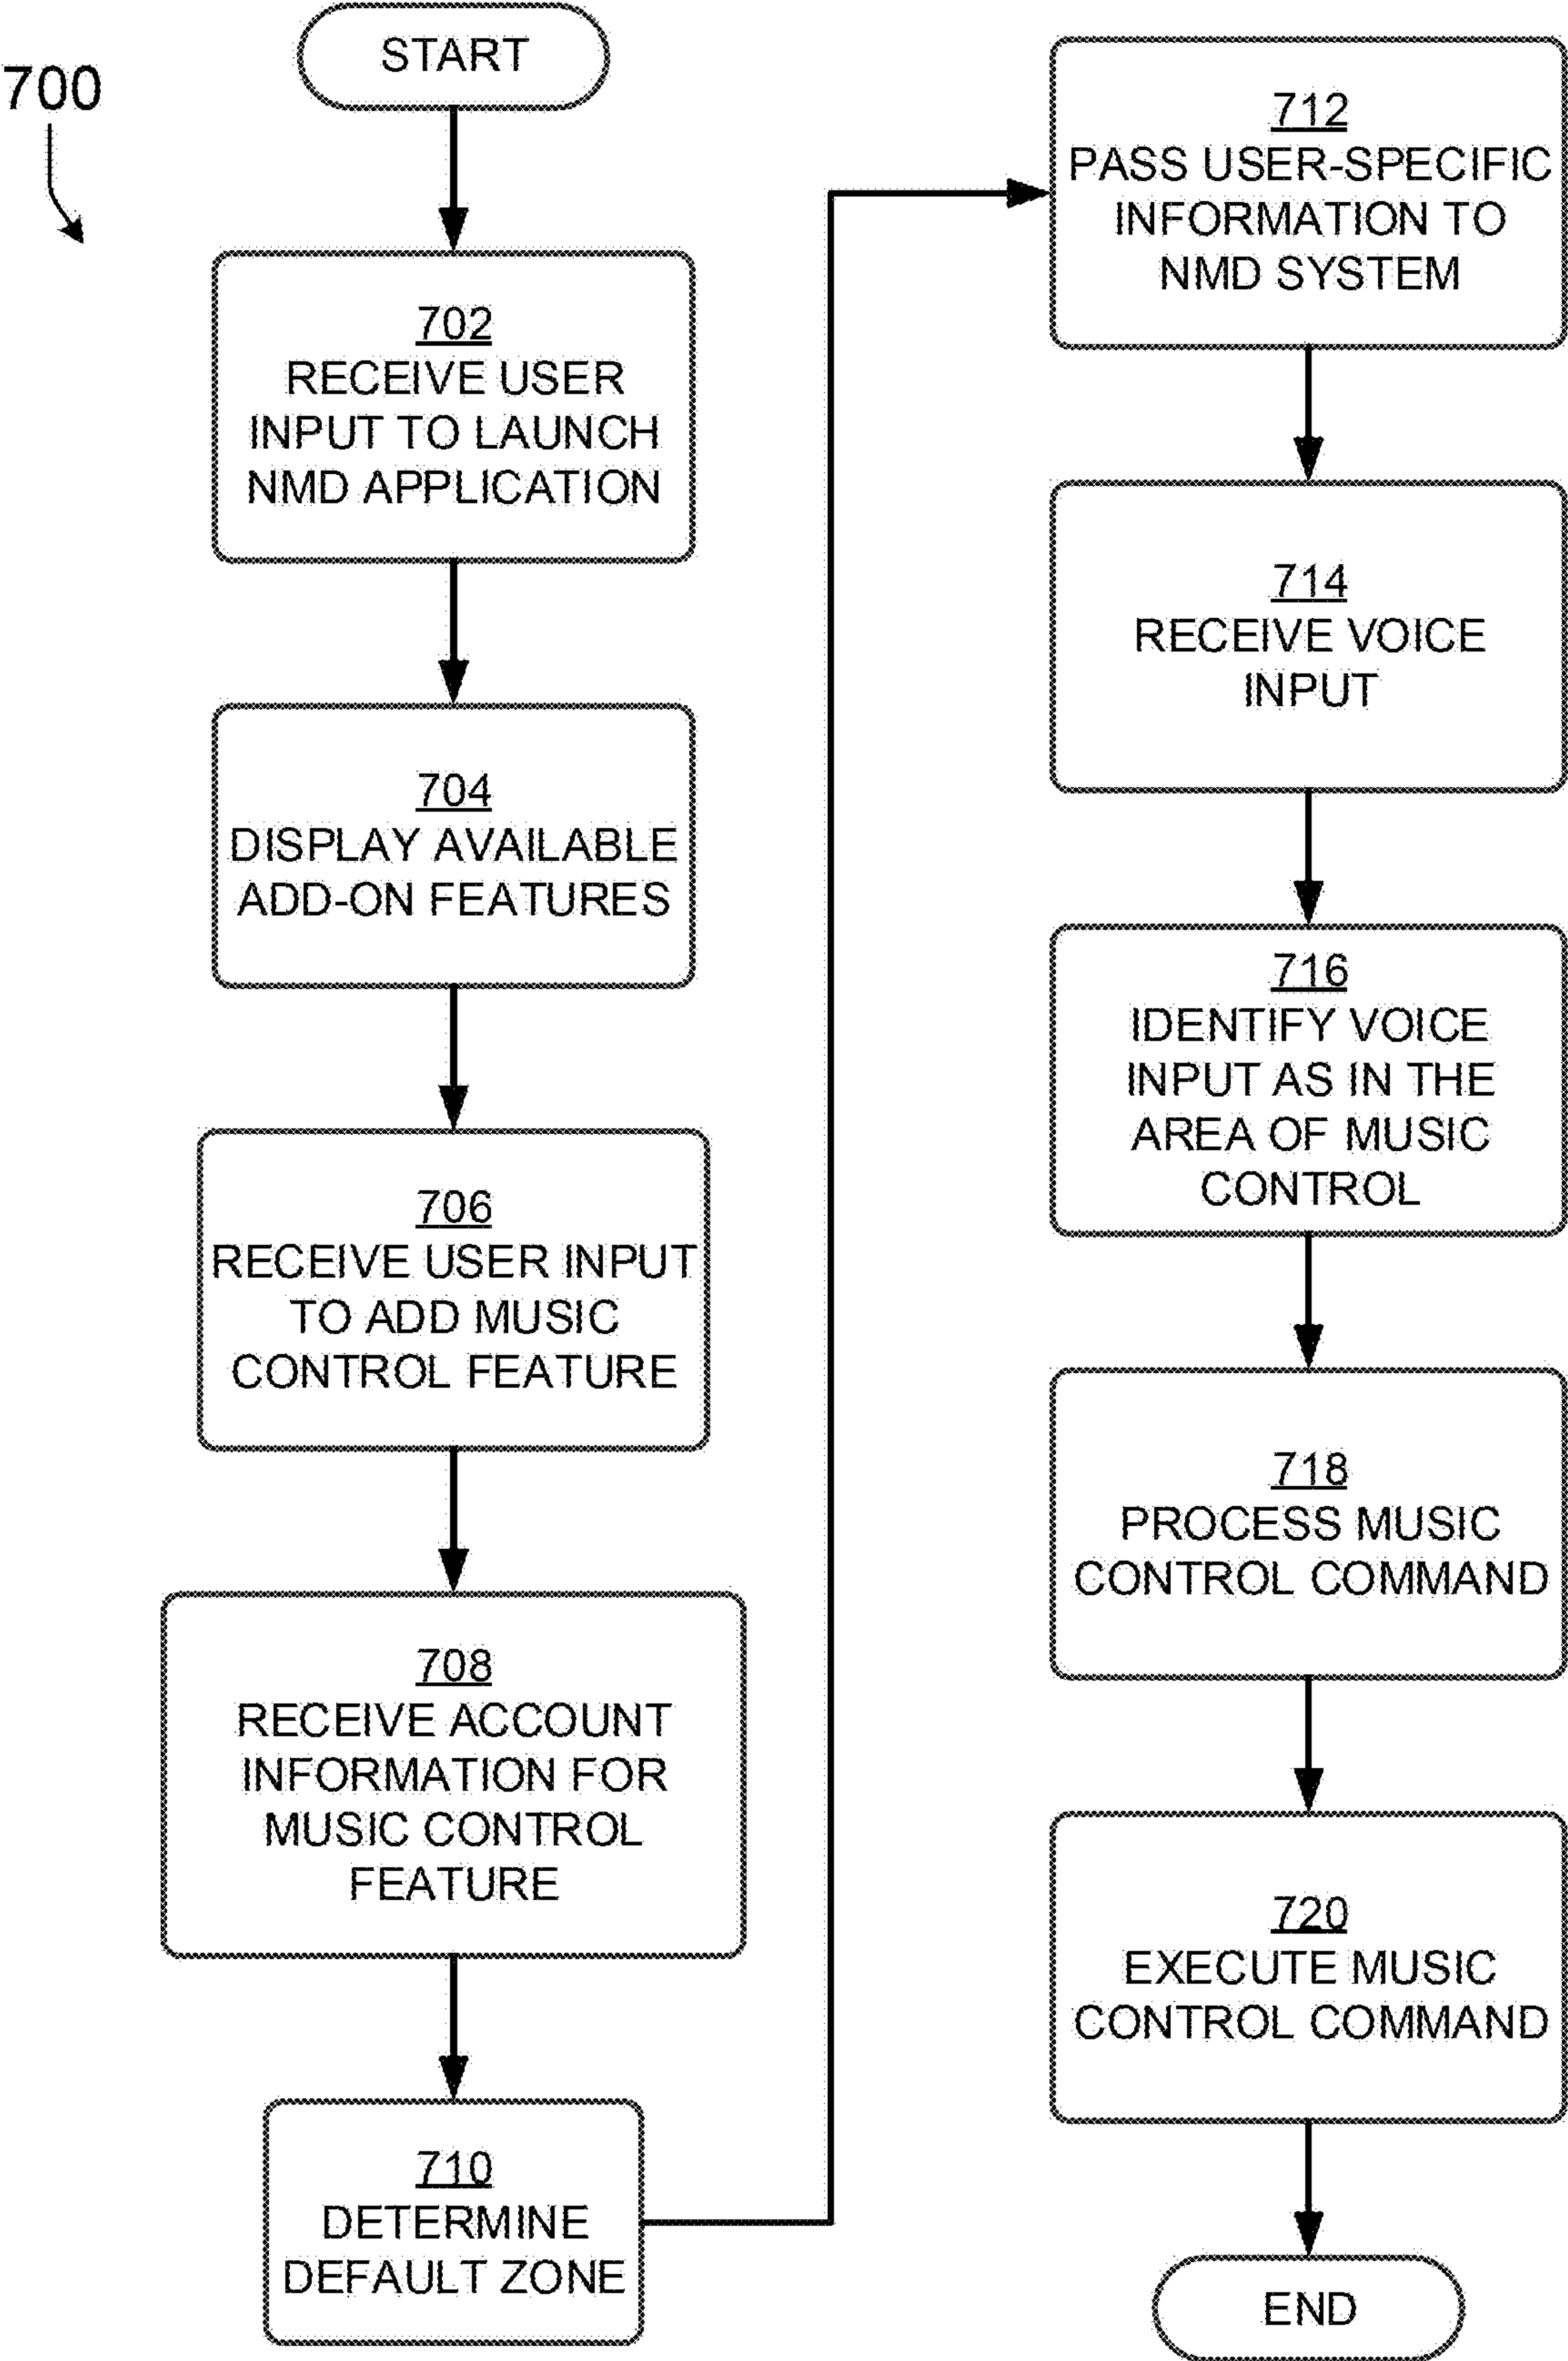 700
START
702
RECEIVE USER
INPUT TO LAUNCH
NMD APPLICATION
704
DISPLAY AVAILABLE
ADD-ON FEATURES
706
RECEIVE USER INPUT
TO ADD MUSIC
CONTROL FEATURE
708
RECEIVE ACCOUNT
INFORMATION FOR
MUSIC CONTROL
FEATURE
710
DETERMINE
DEFAULT ZONE
712
PASS USER-SPECIFIC
INFORMATION TO
NMD SYSTEM
714
RECEIVE VOICE
INPUT
716
IDENTIFY VOICE
INPUT AS IN THE
AREA OF MUSIC
CONTROL
718
PROCESS MUSIC
CONTROL COMMAND
720
EXECUTE MUSIC
CONTROL COMMAND
END